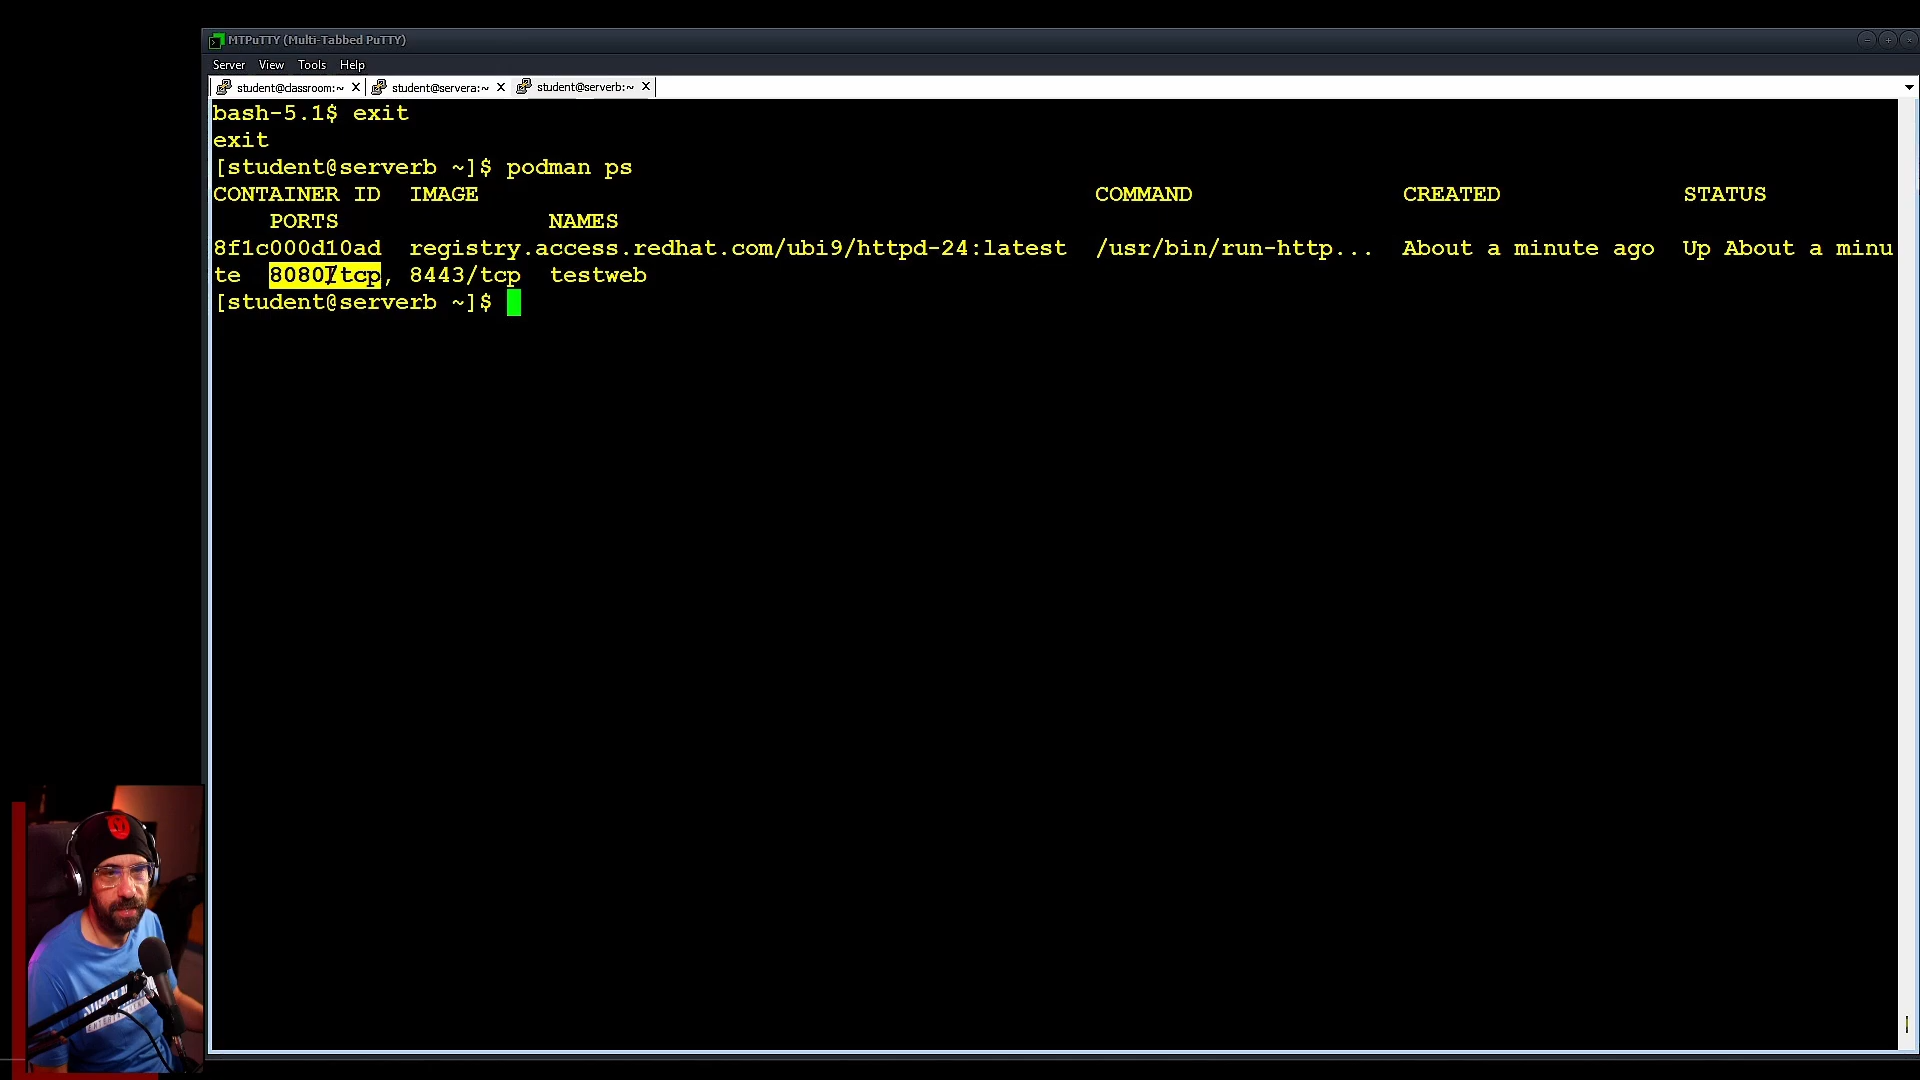 MTPuTTY (Multi-Tabbed PuTTY)
Server View Tools Help
student@classroom:~ student@servera:~ student@serverb:~
bash-5.1$ exit
exit
[student@serverb ~]$ podman ps
CONTAINER ID IMAGE COMMAND CREATED STATUS
PORTS NAMES
8f1c000d10ad registry.access.redhat.com/ubi9/httpd-24:latest /usr/bin/run-http... About a minute ago Up About a minu
te 8080/tcp, 8443/tcp testweb
[student@serverb ~]$